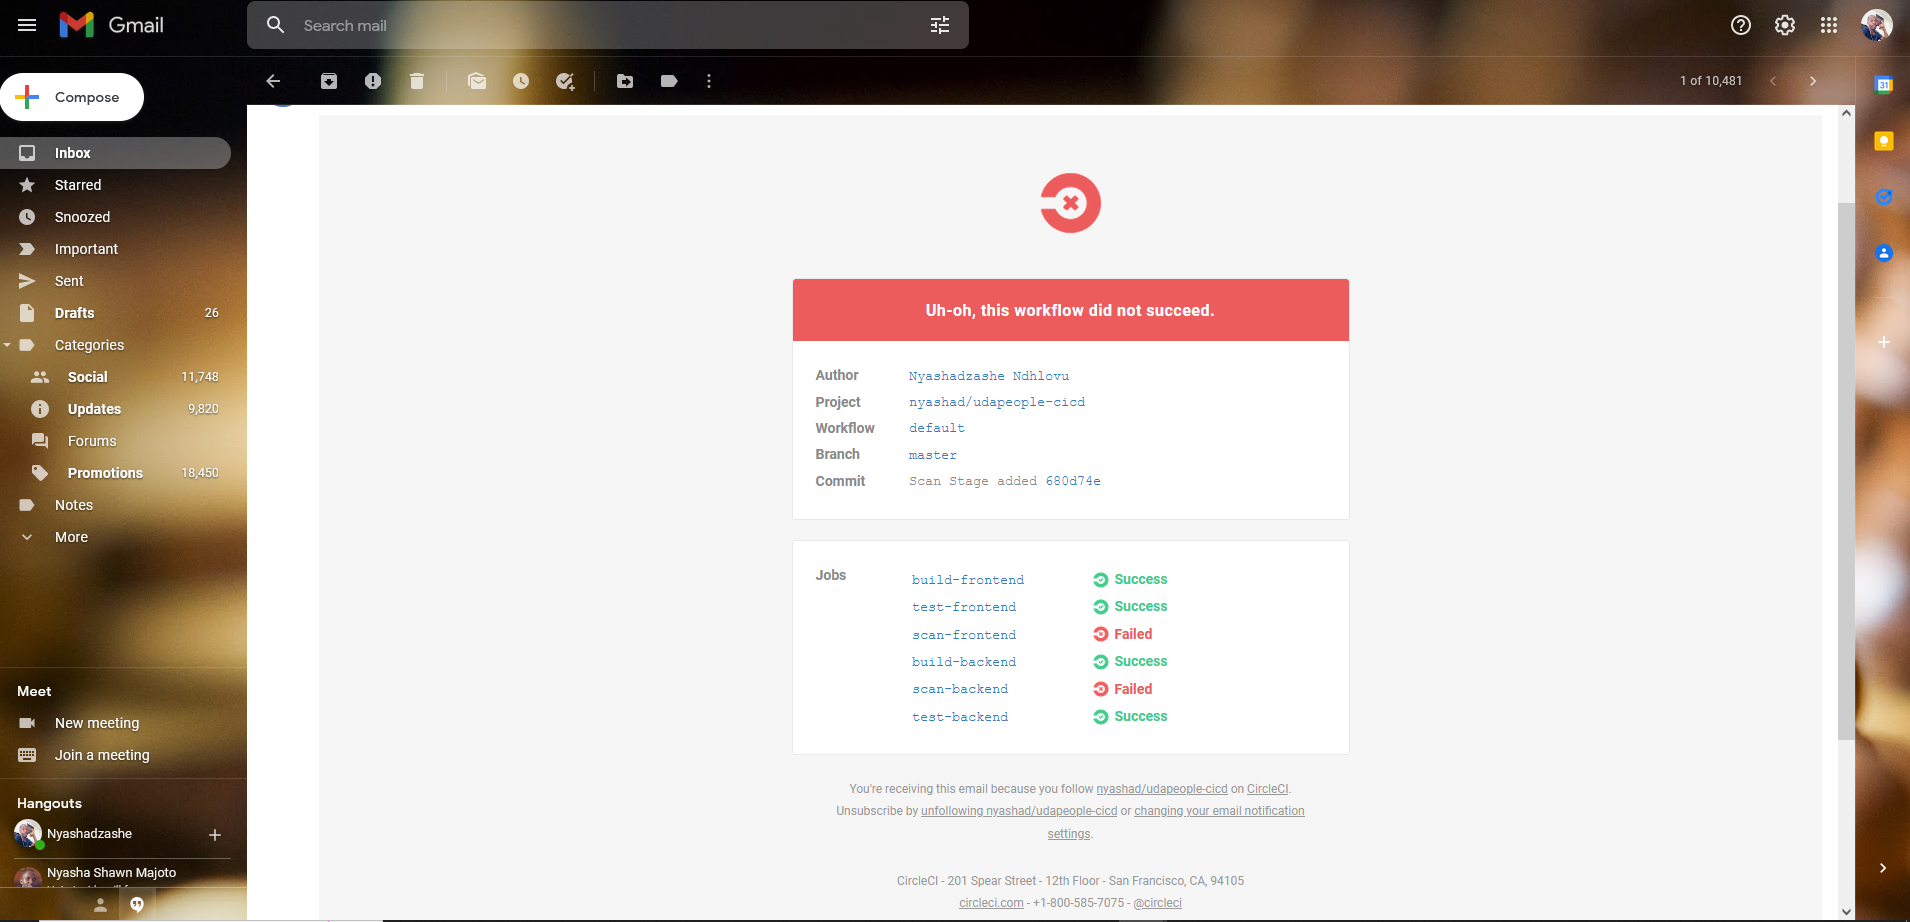 Gmail
Search mail
Compose
1 of 10,481
31
Inbox
Starred
Snoozed
Important
Sent
Drafts 26
Categories
Social 11,748
Updates 9,820
Forums
Promotions 18,450
Notes
More
Meet
New meeting
Join a meeting
Hangouts
Nyashadzashe
Nyasha Shawn Majoto
Uh-oh, this workflow did not succeed.
Author Nyashadzashe Ndhlovu
Project nyashad/udapeople-cicd
Workflow default
Branch master
Commit Scan Stage added 680d74e
Jobs
build-frontend Success
test-frontend Success
scan-frontend Failed
build-backend Success
scan-backend Failed
test-backend Success
You're receiving this email because you follow nyashad/udapeople-cicd on CircleCI.
Unsubscribe by unfollowing nyashad/udapeople-cicd or changing your email notification
settings.
CircleCI - 201 Spear Street - 12th Floor - San Francisco, CA, 94105
circleci.com - +1-800-585-7075 - @circleci